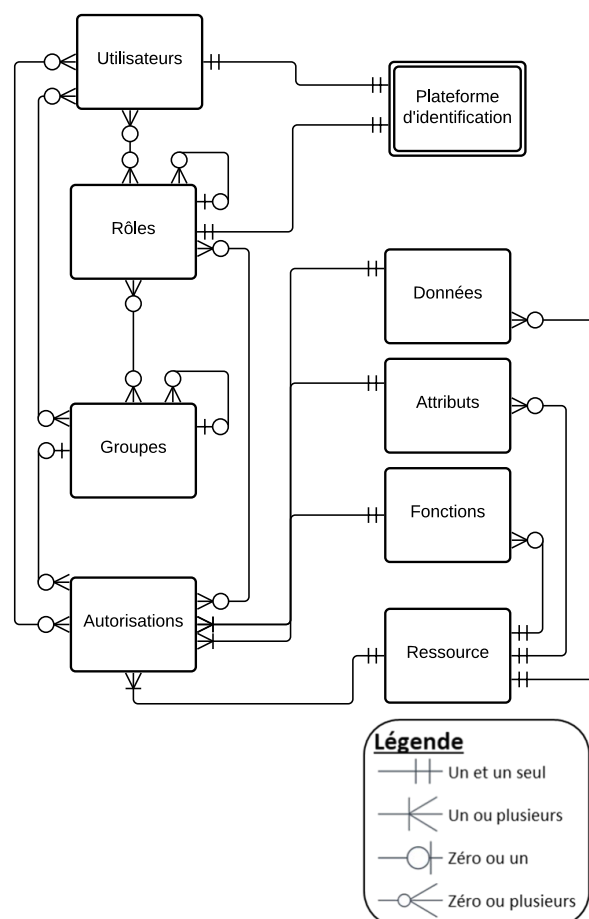 Utilisateurs
Plateforme
d'identification
Rôles
Données
Attributs
Groupes
Fonctions
Autorisations
Ressource
Légende
Un et un seul
Un ou plusieurs
Zéro ou un
Zéro ou plusieurs